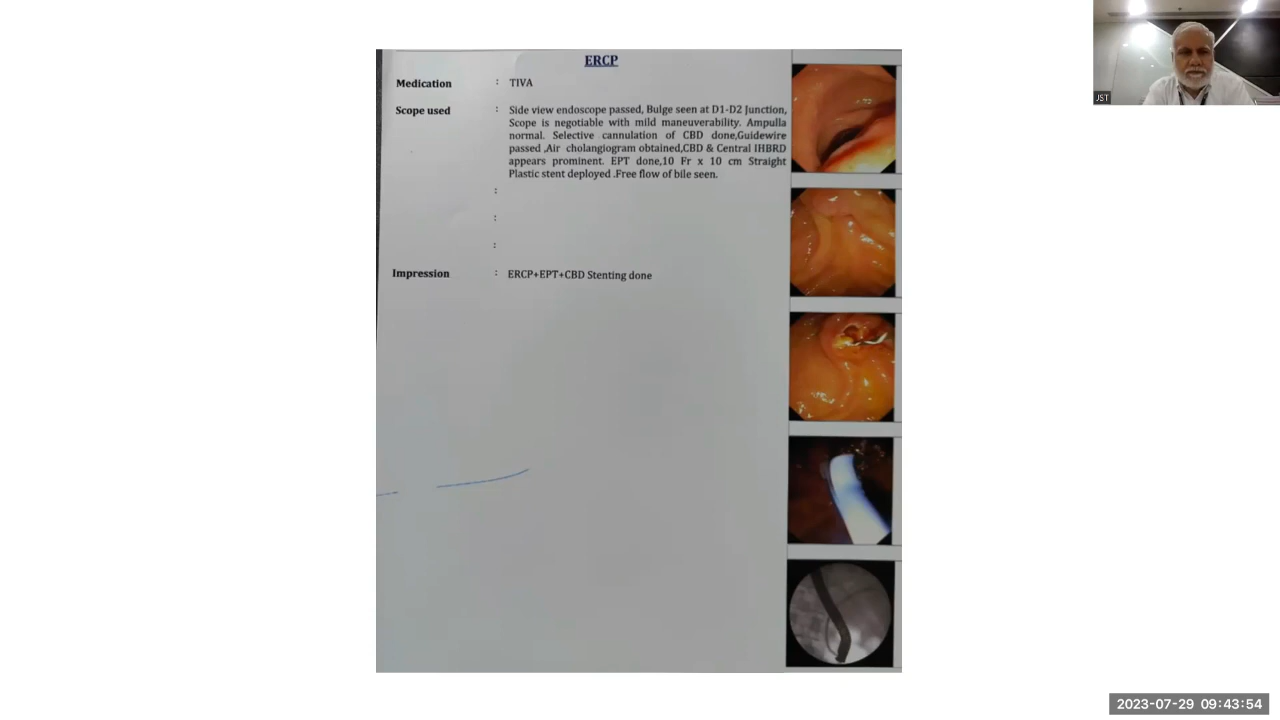 ERCP
Medication : TIVA
Scope used : Side view endoscope passed, Bulge seen at D1-D2 Junction,
Scope is negotiable with mild maneuverability. Ampulla
normal. Selective cannulation of CBD done,Guidewire
passed ,Air cholangiogram obtained,CBD & Central IHBRD
appears prominent. EPT done,10 Fr x 10 cm Straight
Plastic stent deployed .Free flow of bile seen.
:
:
:
Impression : ERCP+EPT+CBD Stenting done
JST
2023-07-29 09:43:54